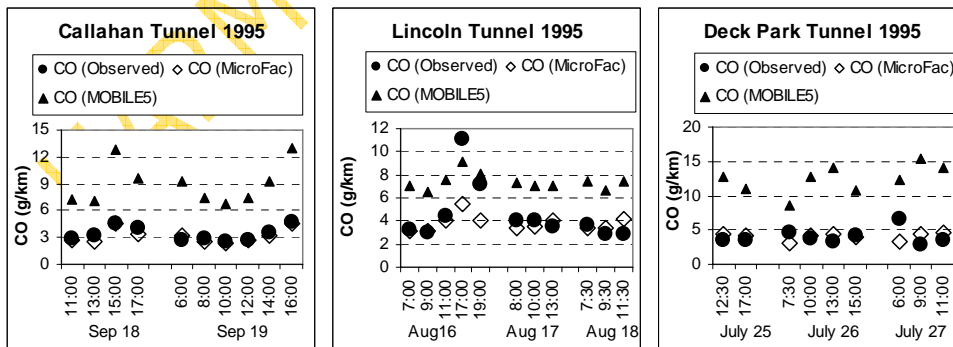 Callahan Tunnel 1995
● CO (Observed) ◇ CO (MicroFac)
▲ CO (MOBILE5)
CO (g/km)
15
12
9
6
3
0
11:00 13:00 15:00 17:00 6:00 8:00 10:00 12:00 14:00 16:00
Sep 18 Sep 19
Lincoln Tunnel 1995
● CO (Observed) ◇ CO (MicroFac)
▲ CO (MOBILE5)
CO (g/km)
12
10
8
6
4
2
0
7:00 9:00 11:00 17:00 19:00 8:00 10:00 13:00 7:30 9:30 11:30
Aug16 Aug 17 Aug 18
Deck Park Tunnel 1995
● CO (Observed) ◇ CO (MicroFac)
▲ CO (MOBILE5)
CO (g/km)
20
15
10
5
0
12:30 17:00 7:30 10:00 13:00 15:00 6:00 9:00 11:00
July 25 July 26 July 27